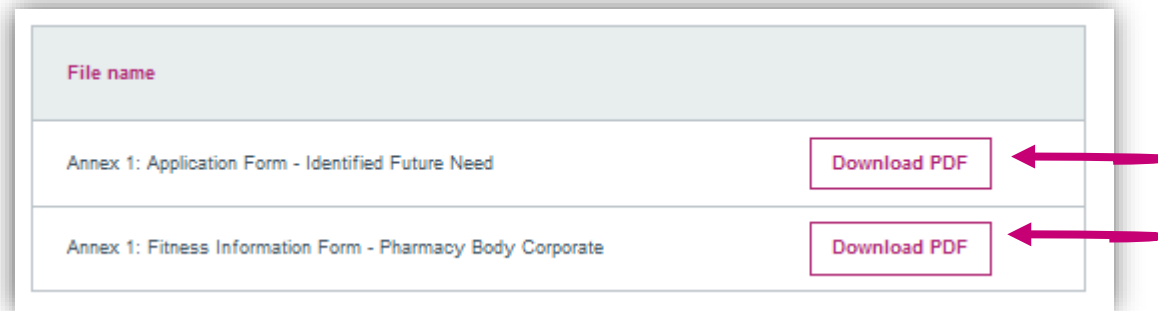 File name
Annex 1: Application Form - Identified Future Need
Download PDF
Annex 1: Fitness Information Form - Pharmacy Body Corporate
Download PDF